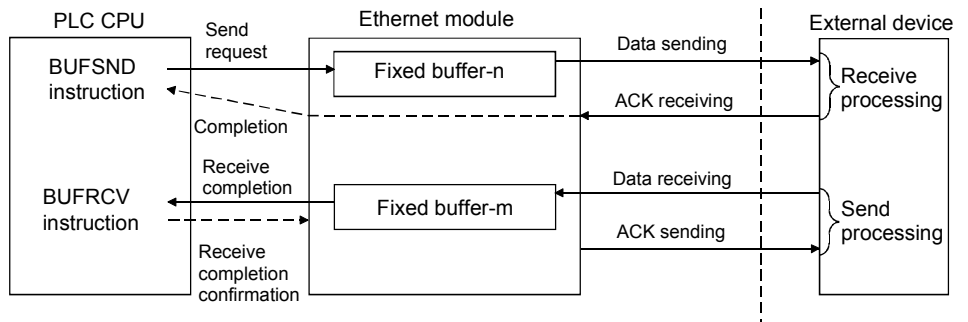 PLC CPU
Ethernet module
External device
Send
request
Data sending
BUFSND
instruction
Fixed buffer-n
Receive
processing
ACK receiving
Completion
Receive
completion
Data receiving
BUFRCV
instruction
Fixed buffer-m
Send
processing
ACK sending
Receive
completion
confirmation